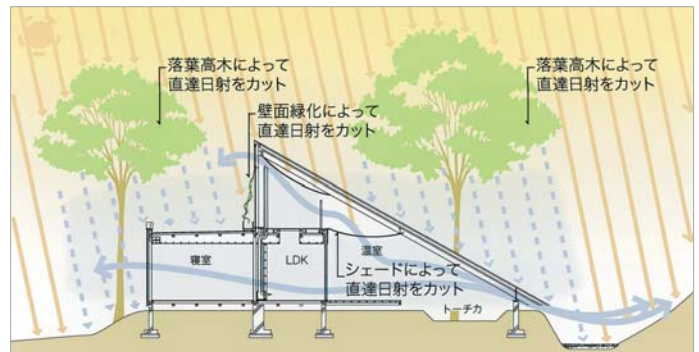 落葉高木によって
直達日射をカット
落葉高木によって
直達日射をカット
壁面緑化によって
直達日射をカット
寝室
LDK
温室
シェードによって
直達日射をカット
トーチカ